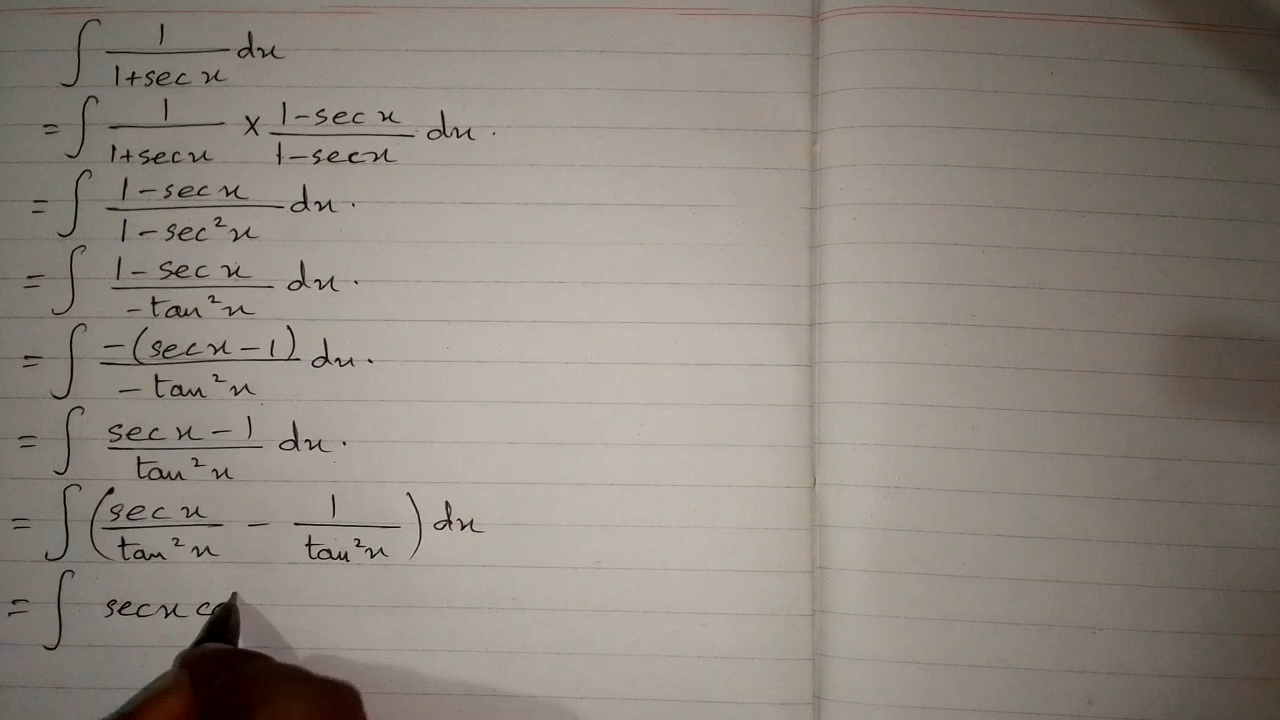 ∫ 1/(1+sec x) dx
= ∫ 1/(1+sec x) × (1-sec x)/(1-sec x) dx.
= ∫ (1-sec x)/(1-sec²x) dx.
= ∫ (1-sec x)/(-tan²x) dx.
= ∫ -(sec x-1)/(-tan²x) dx.
= ∫ (sec x-1)/(tan²x) dx.
= ∫ (sec x/tan²x - 1/tan²x) dx
= ∫ sec x